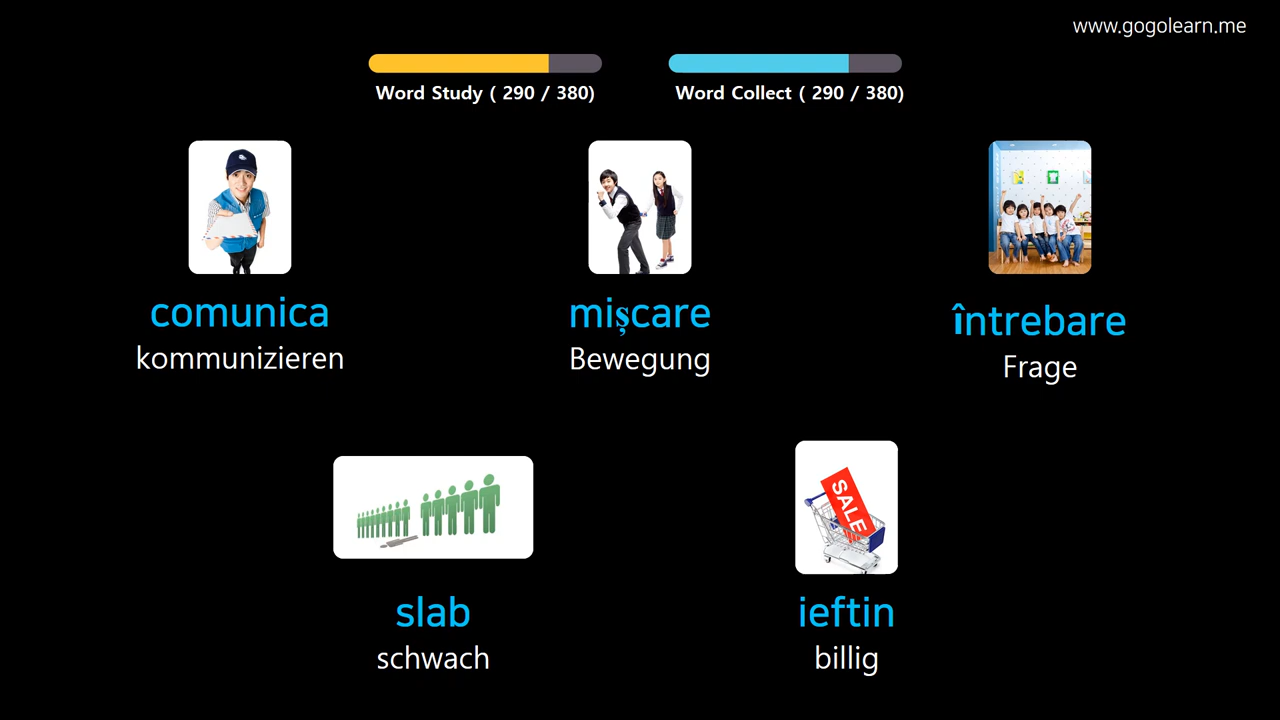 www.gogolearn.me
Word Study ( 290 / 380)
Word Collect ( 290 / 380)
comunica
kommunizieren
mișcare
Bewegung
întrebare
Frage
SALE
slab
schwach
ieftin
billig